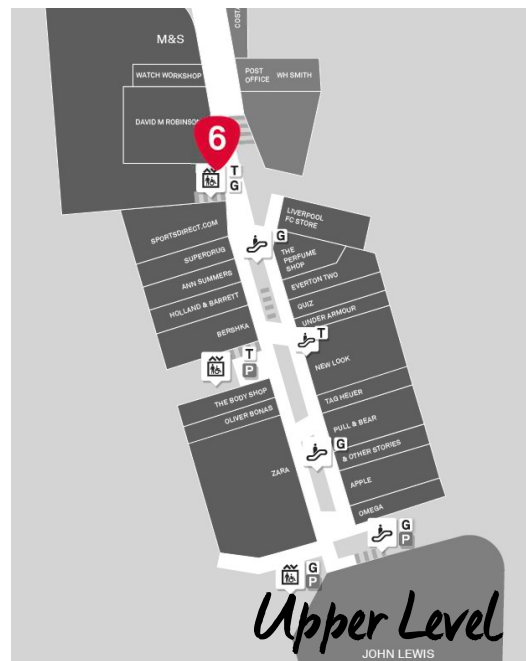 COSTA
M&S
WATCH WORKSHOP
POST
OFFICE
WH SMITH
DAVID M ROBINSON
6
T
G
LIVERPOOL
FC STORE
SPORTSDIRECT.COM
G
SUPERDRUG
THE
PERFUME
SHOP
ANN SUMMERS
EVERTON TWO
HOLLAND & BARRETT
QUIZ
UNDER ARMOUR
BERSHKA
T
T
P
NEW LOOK
THE BODY SHOP
TAG HEUER
OLIVER BONAS
PULL & BEAR
G
& OTHER STORIES
ZARA
APPLE
OMEGA
G
P
G
P
Upper Level
JOHN LEWIS